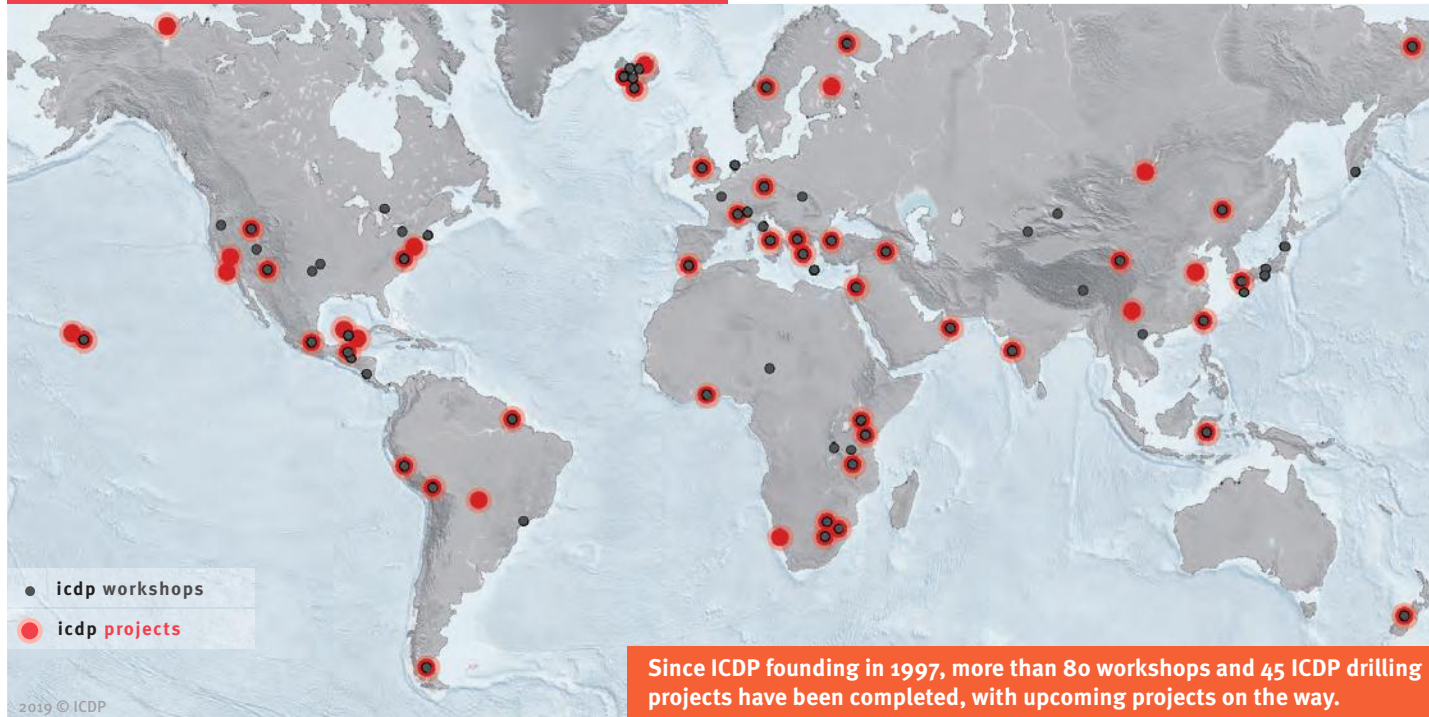 icdp workshops
icdp projects
2019 © ICDP
Since ICDP founding in 1997, more than 80 workshops and 45 ICDP drilling
projects have been completed, with upcoming projects on the way.